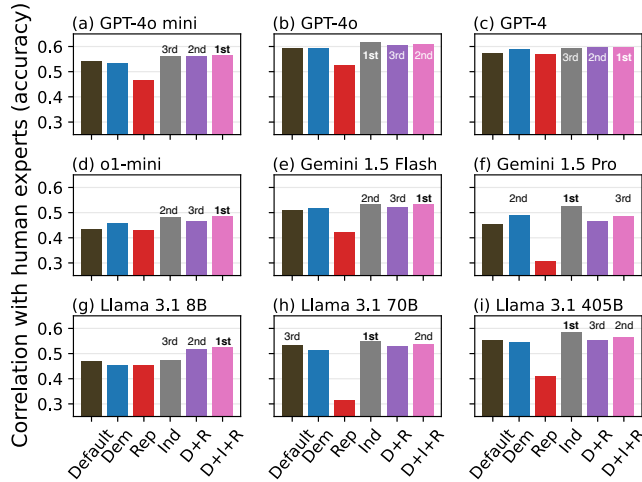 Correlation with human experts (accuracy)
(a) GPT-4o mini
(b) GPT-4o
(c) GPT-4
0.6
0.5
0.4
0.3
3rd 2nd 1st
1st 3rd 2nd
3rd 2nd 1st
(d) o1-mini
(e) Gemini 1.5 Flash
(f) Gemini 1.5 Pro
0.6
0.5
0.4
0.3
2nd 3rd 1st
2nd 3rd 1st
2nd 1st 3rd
(g) Llama 3.1 8B
(h) Llama 3.1 70B
(i) Llama 3.1 405B
0.6
0.5
0.4
0.3
3rd 2nd 1st
3rd 1st 2nd
1st 3rd 2nd
Default Dem Rep Ind D+R D+I+R
Default Dem Rep Ind D+R D+I+R
Default Dem Rep Ind D+R D+I+R